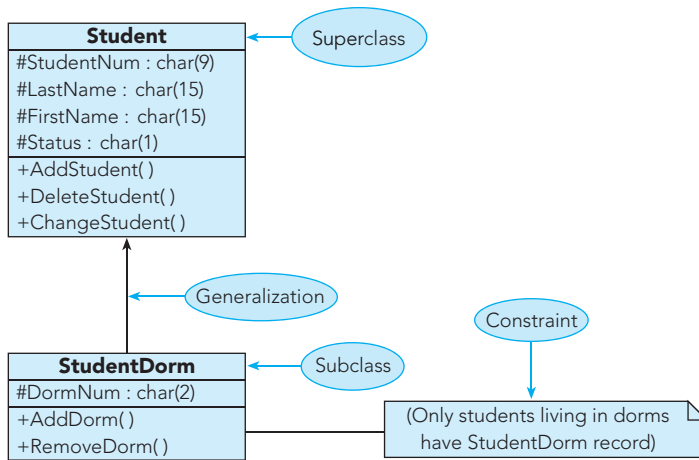 Student
#StudentNum : char(9)
#LastName : char(15)
#FirstName : char(15)
#Status : char(1)
+AddStudent( )
+DeleteStudent( )
+ChangeStudent( )
Superclass
Generalization
StudentDorm
#DormNum : char(2)
+AddDorm( )
+RemoveDorm( )
Subclass
Constraint
(Only students living in dorms
have StudentDorm record)